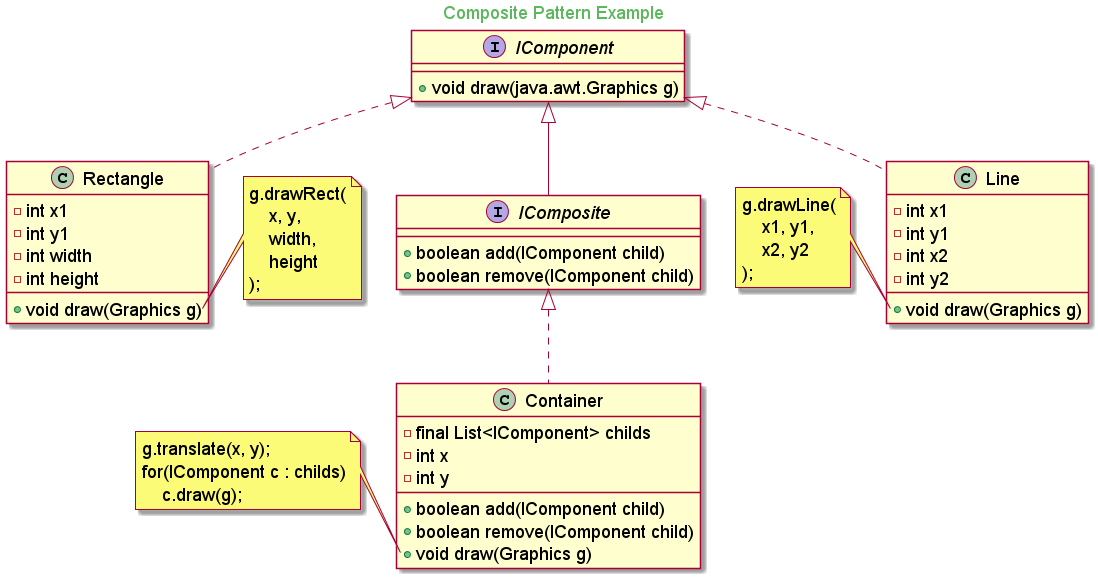 Composite Pattern Example
I IComponent
void draw(java.awt.Graphics g)
C Rectangle
int x1
int y1
int width
int height
void draw(Graphics g)
g.drawRect(
x, y,
width,
height
);
I IComposite
boolean add(IComponent child)
boolean remove(IComponent child)
g.drawLine(
x1, y1,
x2, y2
);
C Line
int x1
int y1
int x2
int y2
void draw(Graphics g)
g.translate(x, y);
for(IComponent c : childs)
c.draw(g);
C Container
final List<IComponent> childs
int x
int y
boolean add(IComponent child)
boolean remove(IComponent child)
void draw(Graphics g)